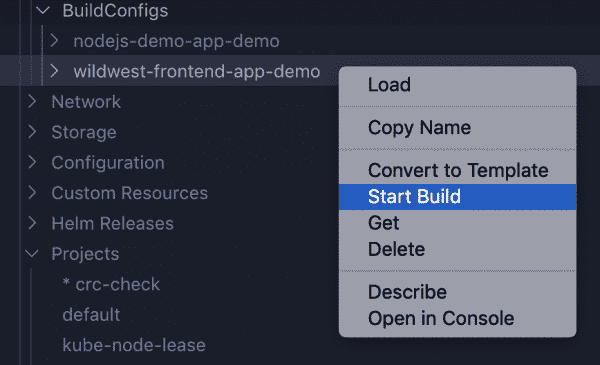 BuildConfigs
nodejs-demo-app-demo
wildwest-frontend-app-demo
Network
Storage
Configuration
Custom Resources
Helm Releases
Projects
* crc-check
default
kube-node-lease
Load
Copy Name
Convert to Template
Start Build
Get
Delete
Describe
Open in Console